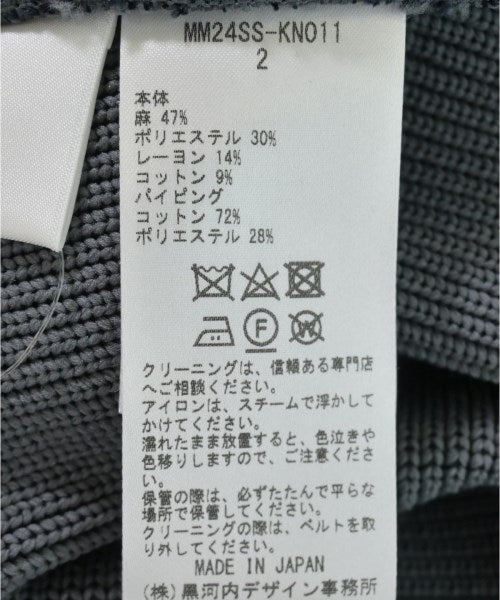 MM24SS-KN011
2
本体
麻 47%
ポリエステル 30%
レーヨン 14%
コットン 9%
パイピング
コットン 72%
ポリエステル 28%
F
W
クリーニングは、信頼ある専門店
へご相談ください。
アイロンは、スチームで浮かして
かけてください。
濡れたまま放置すると、色泣きや
色移りしますので、ご注意くださ
い。
保管の際は、必ずたたんで平らな
場所で保管してください。
クリーニングの際は、ベルトを取
り外してください。
MADE IN JAPAN
(株)黒河内デザイン事務所